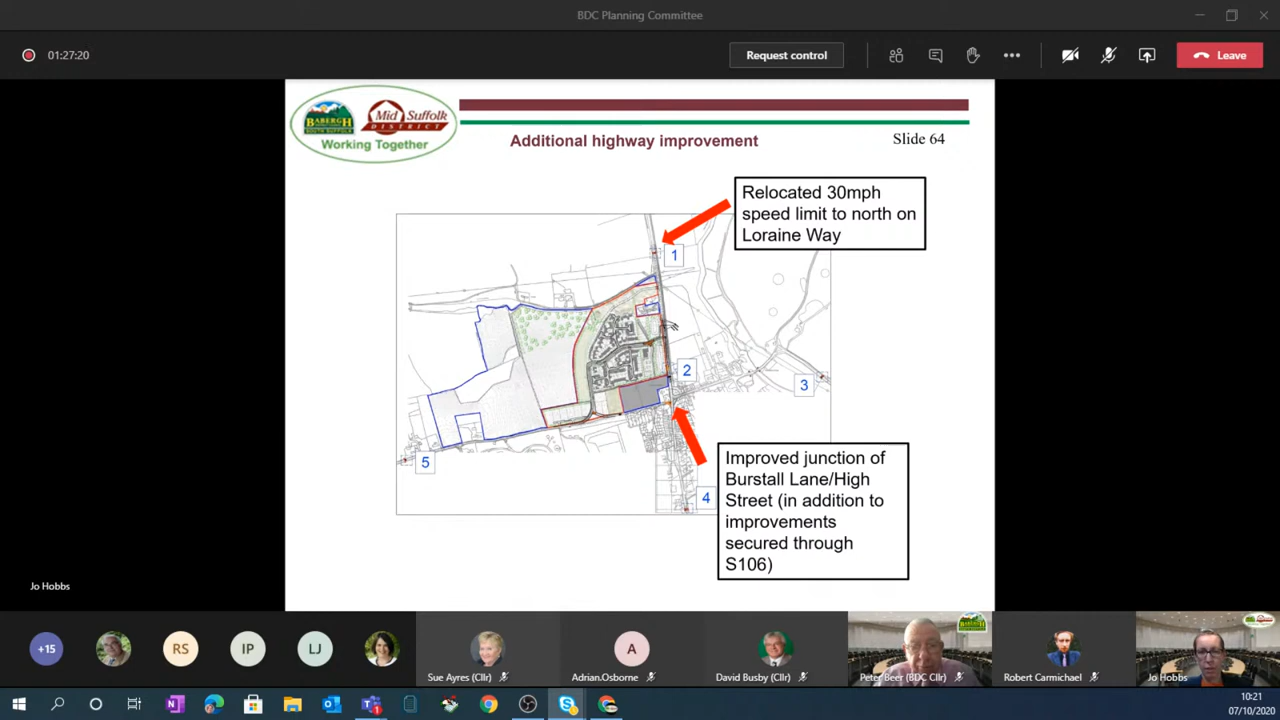 BDC Planning Committee
01:27:20
Request control
Leave
BABERGH
Mid Suffolk
DISTRICT
Working Together
Additional highway improvement
Slide 64
Relocated 30mph
speed limit to north on
Loraine Way
1
2
3
4
5
Improved junction of
Burstall Lane/High
Street (in addition to
improvements
secured through
S106)
Jo Hobbs
+15
RS
IP
LJ
Sue Ayres (Cllr)
A
Adrian.Osborne
David Busby (Cllr)
BABERGH
Peter Beer (BDC Cllr)
Robert Carmichael
Jo Hobbs
10:21
07/10/2020